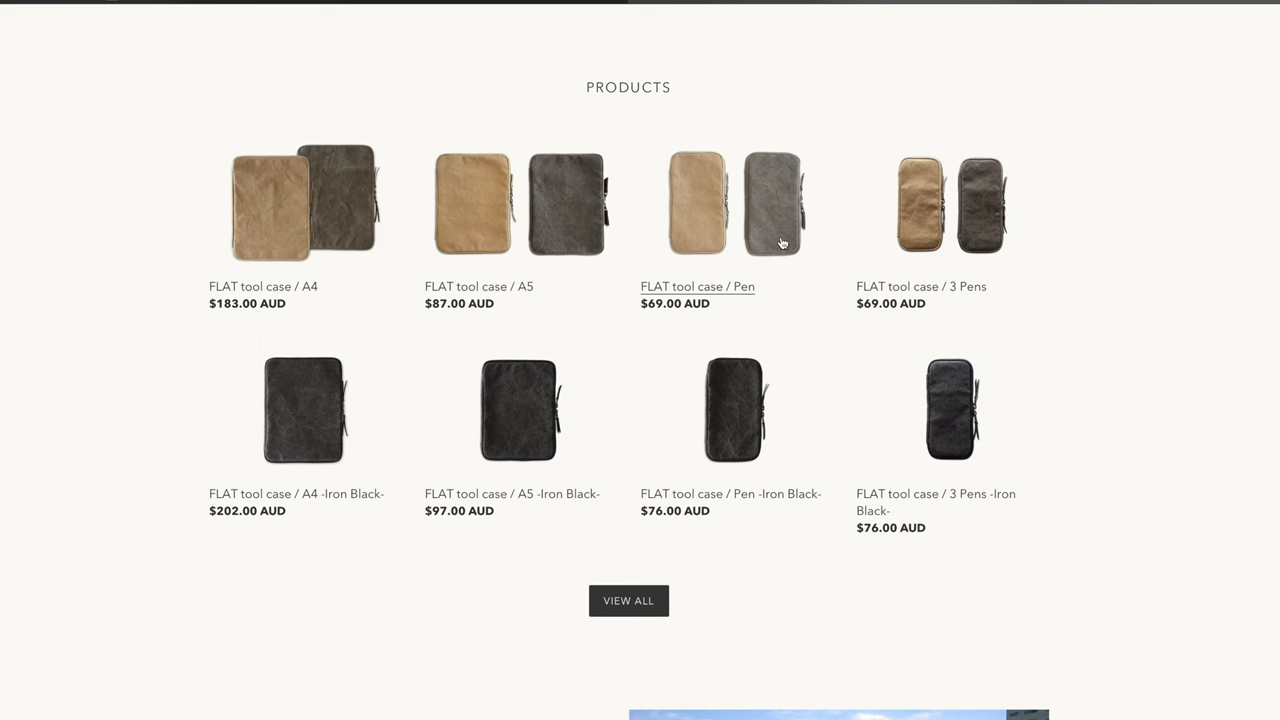 PRODUCTS
FLAT tool case / A4
$183.00 AUD
FLAT tool case / A5
$87.00 AUD
FLAT tool case / Pen
$69.00 AUD
FLAT tool case / 3 Pens
$69.00 AUD
FLAT tool case / A4 -Iron Black-
$202.00 AUD
FLAT tool case / A5 -Iron Black-
$97.00 AUD
FLAT tool case / Pen -Iron Black-
$76.00 AUD
FLAT tool case / 3 Pens -Iron
Black-
$76.00 AUD
VIEW ALL